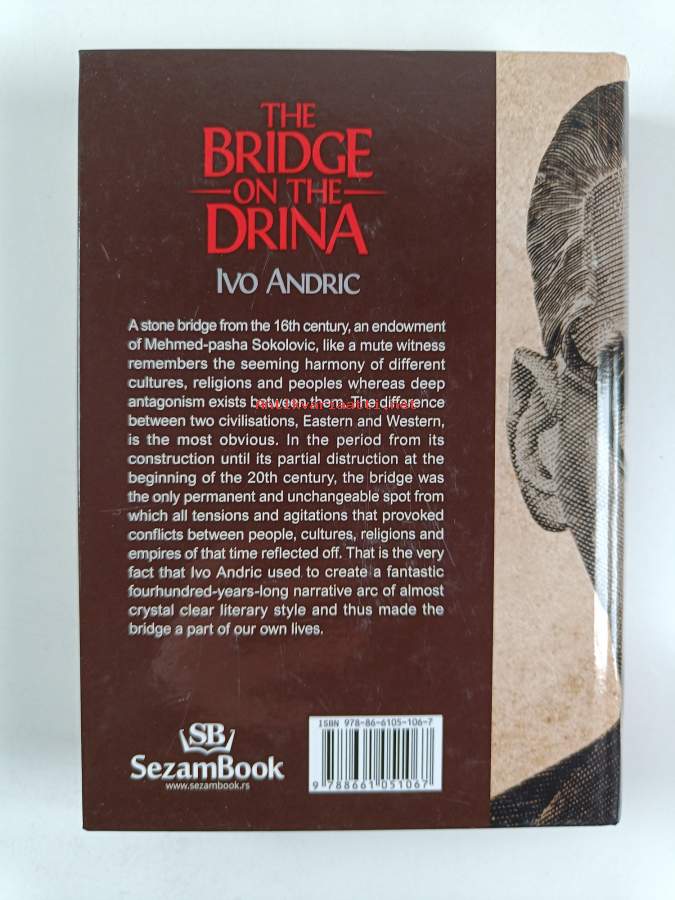 THE
BRIDGE
ON THE
DRINA
IVO ANDRIC
A stone bridge from the 16th century, an endowment
of Mehmed-pasha Sokolovic, like a mute witness
remembers the seeming harmony of different
cultures, religions and peoples whereas deep
antagonism exists between them. The difference
Antikvariaatti.net
between two civilisations, Eastern and Western,
is the most obvious. In the period from its
construction until its partial distruction at the
beginning of the 20th century, the bridge was
the only permanent and unchangeable spot from
which all tensions and agitations that provoked
conflicts between people, cultures, religions and
empires of that time reflected off. That is the very
fact that Ivo Andric used to create a fantastic
fourhundred-years-long narrative arc of almost
crystal clear literary style and thus made the
bridge a part of our own lives.
SB
SezamBook
www.sezambook.rs
ISBN 978-86-6105-106-7
9 788661 051067